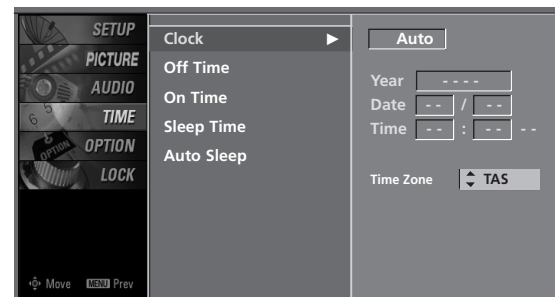 SETUP
PICTURE
AUDIO
TIME
OPTION
LOCK
Move MENU Prev
Clock
Off Time
On Time
Sleep Time
Auto Sleep
Auto
Year - - - -
Date - - / - -
Time - - : - - - -
Time Zone TAS